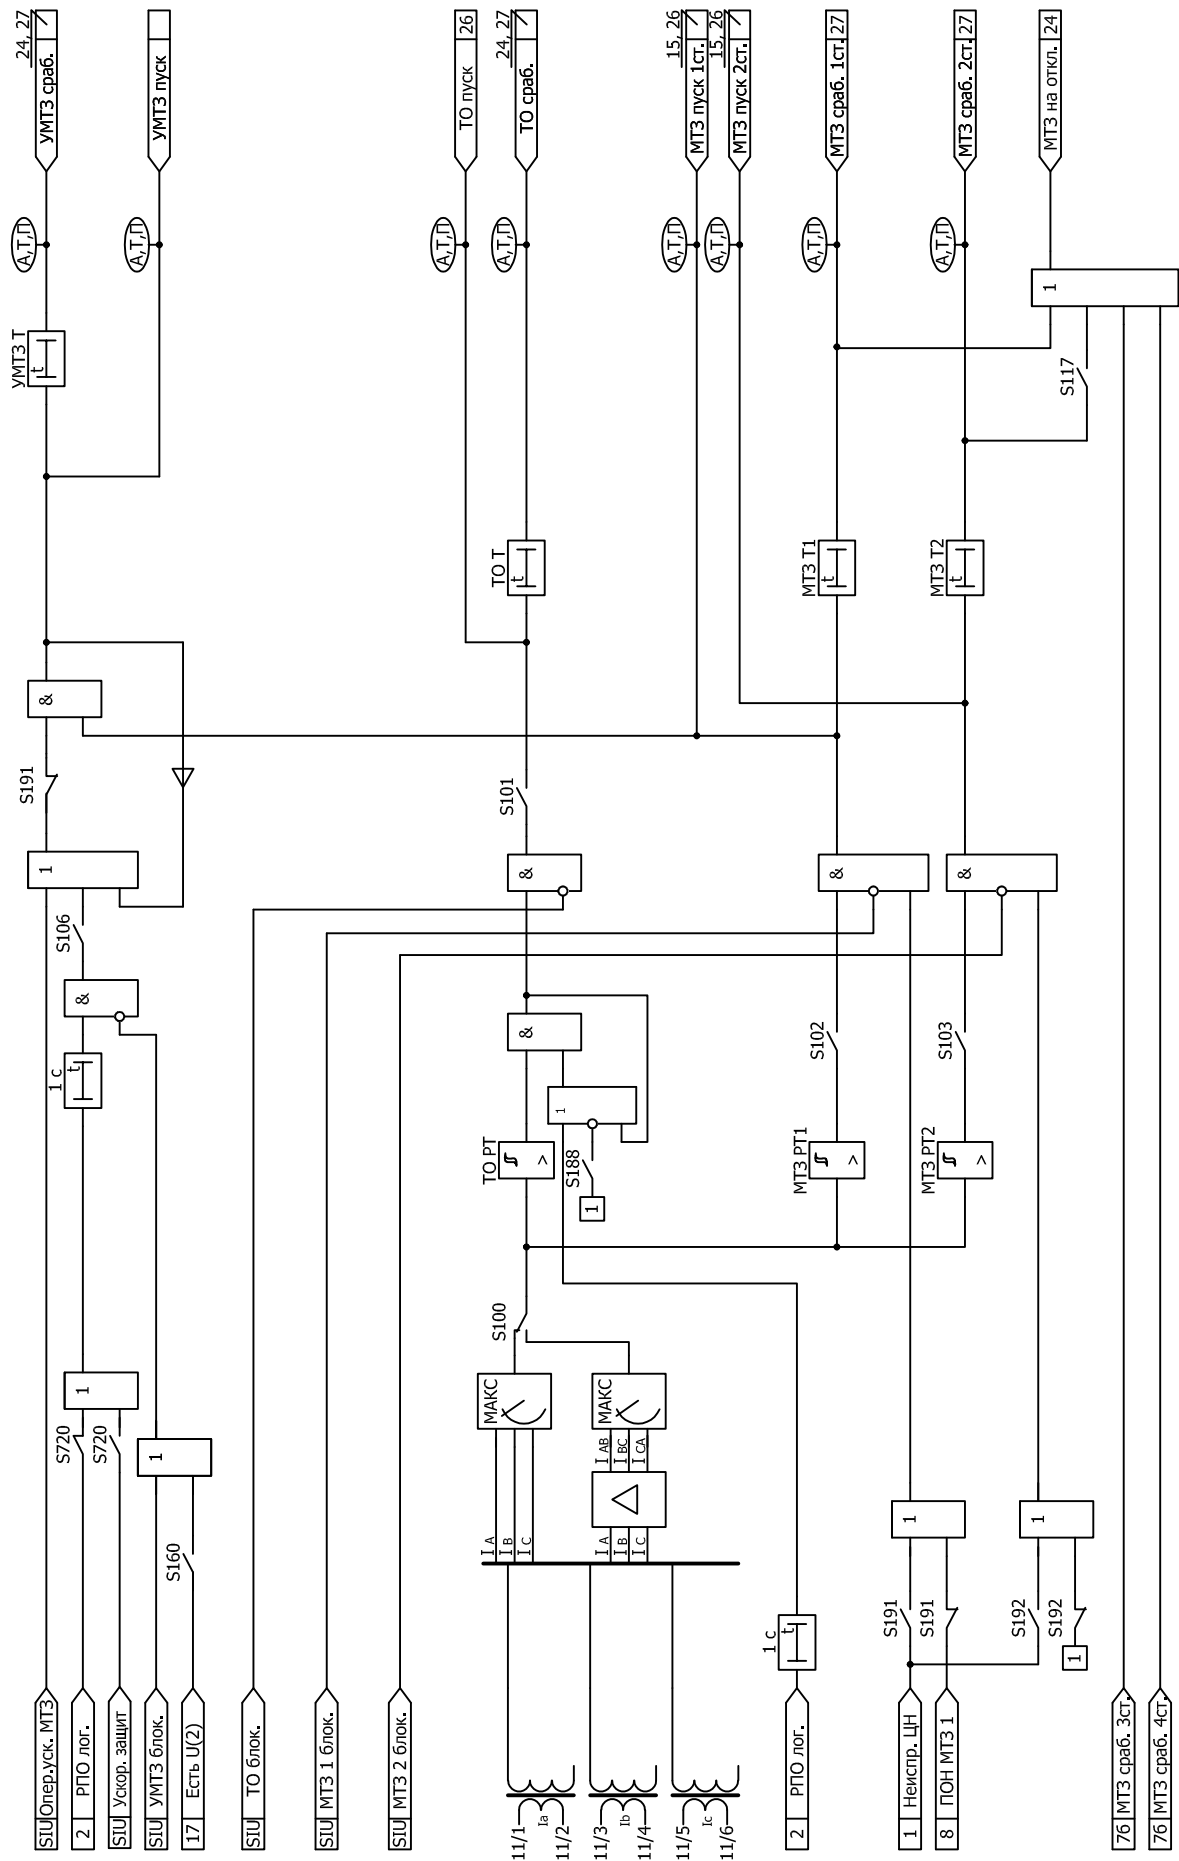 SIU Опер.уск. МТЗ
2 РПО лог.
SIU Ускор. защит
SIU УМТЗ блок.
17 Есть U(2)
SIU ТО блок.
SIU МТЗ 1 блок.
SIU МТЗ 2 блок.
11/1
Ia
11/2
11/3
Ib
11/4
11/5
Ic
11/6
2 РПО лог.
1 Неиспр. ЦН
8 ПОН МТЗ 1
76 МТЗ сраб. 3ст.
76 МТЗ сраб. 4ст.
S720
S720
1
S160
1
1 с
t
&
S106
1
S191
&
УМТЗ Т
t
А,Т,П
А,Т,П
24, 27
УМТЗ сраб.
УМТЗ пуск
I A
I B
I C
МАКС
I A
I B
I C
I AB
I BC
I CA
МАКС
S100
ТО РТ
>
S188
1
1
&
&
S101
ТО Т
t
А,Т,П
А,Т,П
ТО пуск 26
24, 27
ТО сраб.
1 с
t
S191
S191
1
S192
S192
1
1
МТЗ РТ1
>
МТЗ РТ2
>
S102
S103
&
&
МТЗ Т1
t
МТЗ Т2
t
S117
1
А,Т,П
А,Т,П
А,Т,П
А,Т,П
15, 26
МТЗ пуск 1ст.
15, 26
МТЗ пуск 2ст.
МТЗ сраб. 1ст. 27
МТЗ сраб. 2ст. 27
МТЗ на откл. 24